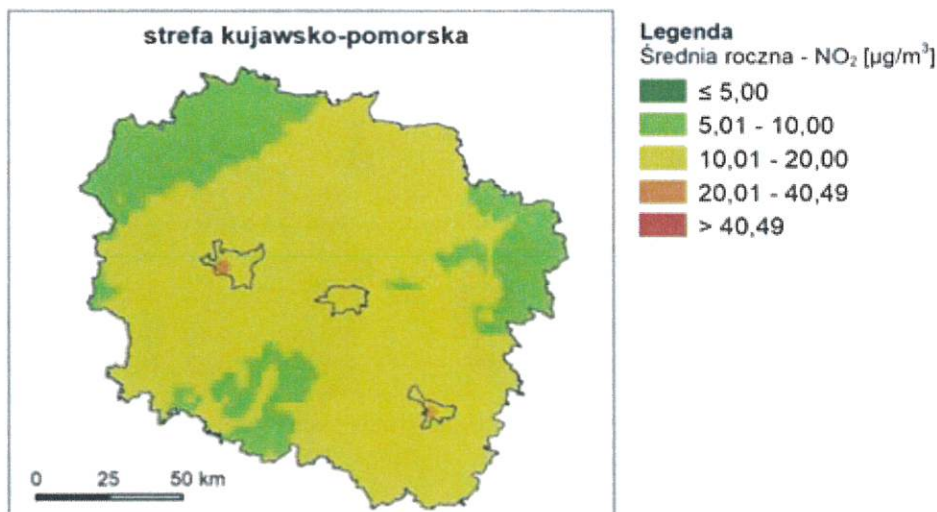 strefa kujawsko-pomorska
Legenda
Średnia roczna - NO₂ [µg/m³]
≤ 5,00
5,01 - 10,00
10,01 - 20,00
20,01 - 40,49
> 40,49
0 25 50 km